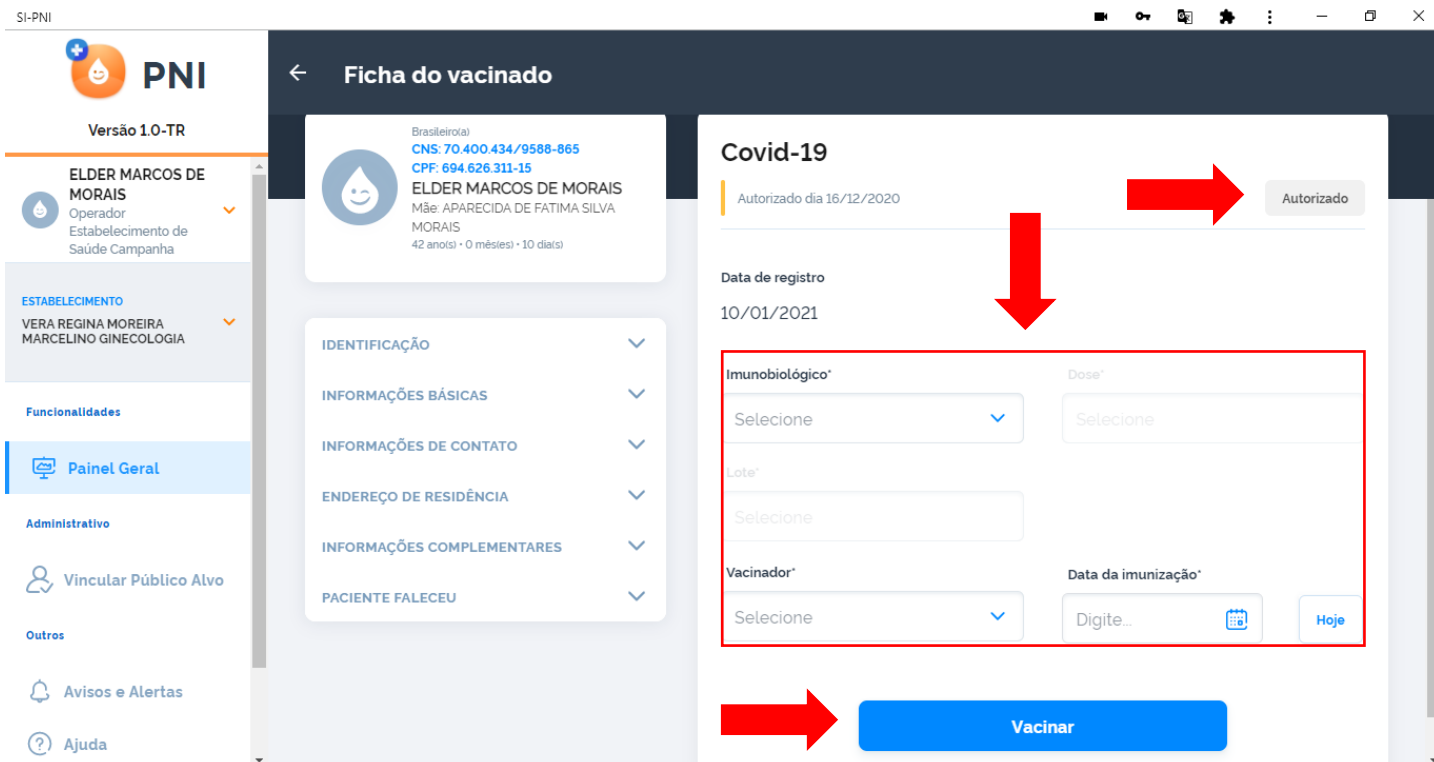 SI-PNI
PNI
Versão 1.0-TR
ELDER MARCOS DE
MORAIS
Operador
Estabelecimento de
Saúde Campanha
ESTABELECIMENTO
VERA REGINA MOREIRA
MARCELINO GINECOLOGIA
Funcionalidades
Painel Geral
Administrativo
Vincular Público Alvo
Outros
Avisos e Alertas
Ajuda
Ficha do vacinado
Brasileiro(a)
CNS: 70.400.434/9588-865
CPF: 694.626.311-15
ELDER MARCOS DE MORAIS
Mãe: APARECIDA DE FATIMA SILVA
MORAIS
42 ano(s) • 0 mês(es) • 10 dia(s)
IDENTIFICAÇÃO
INFORMAÇÕES BÁSICAS
INFORMAÇÕES DE CONTATO
ENDEREÇO DE RESIDÊNCIA
INFORMAÇÕES COMPLEMENTARES
PACIENTE FALECEU
Covid-19
Autorizado dia 16/12/2020
Autorizado
Data de registro
10/01/2021
Imunobiológico*
Dose*
Selecione
Selecione
Lote*
Selecione
Vacinador*
Data da imunização*
Selecione
Digite...
Hoje
Vacinar